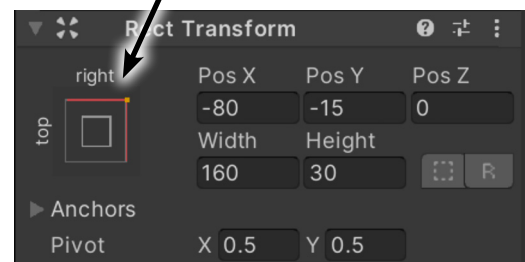 Rect Transform
right
top
Pos X Pos Y Pos Z
-80 -15 0
Width Height
160 30
R
Anchors
Pivot X 0.5 Y 0.5